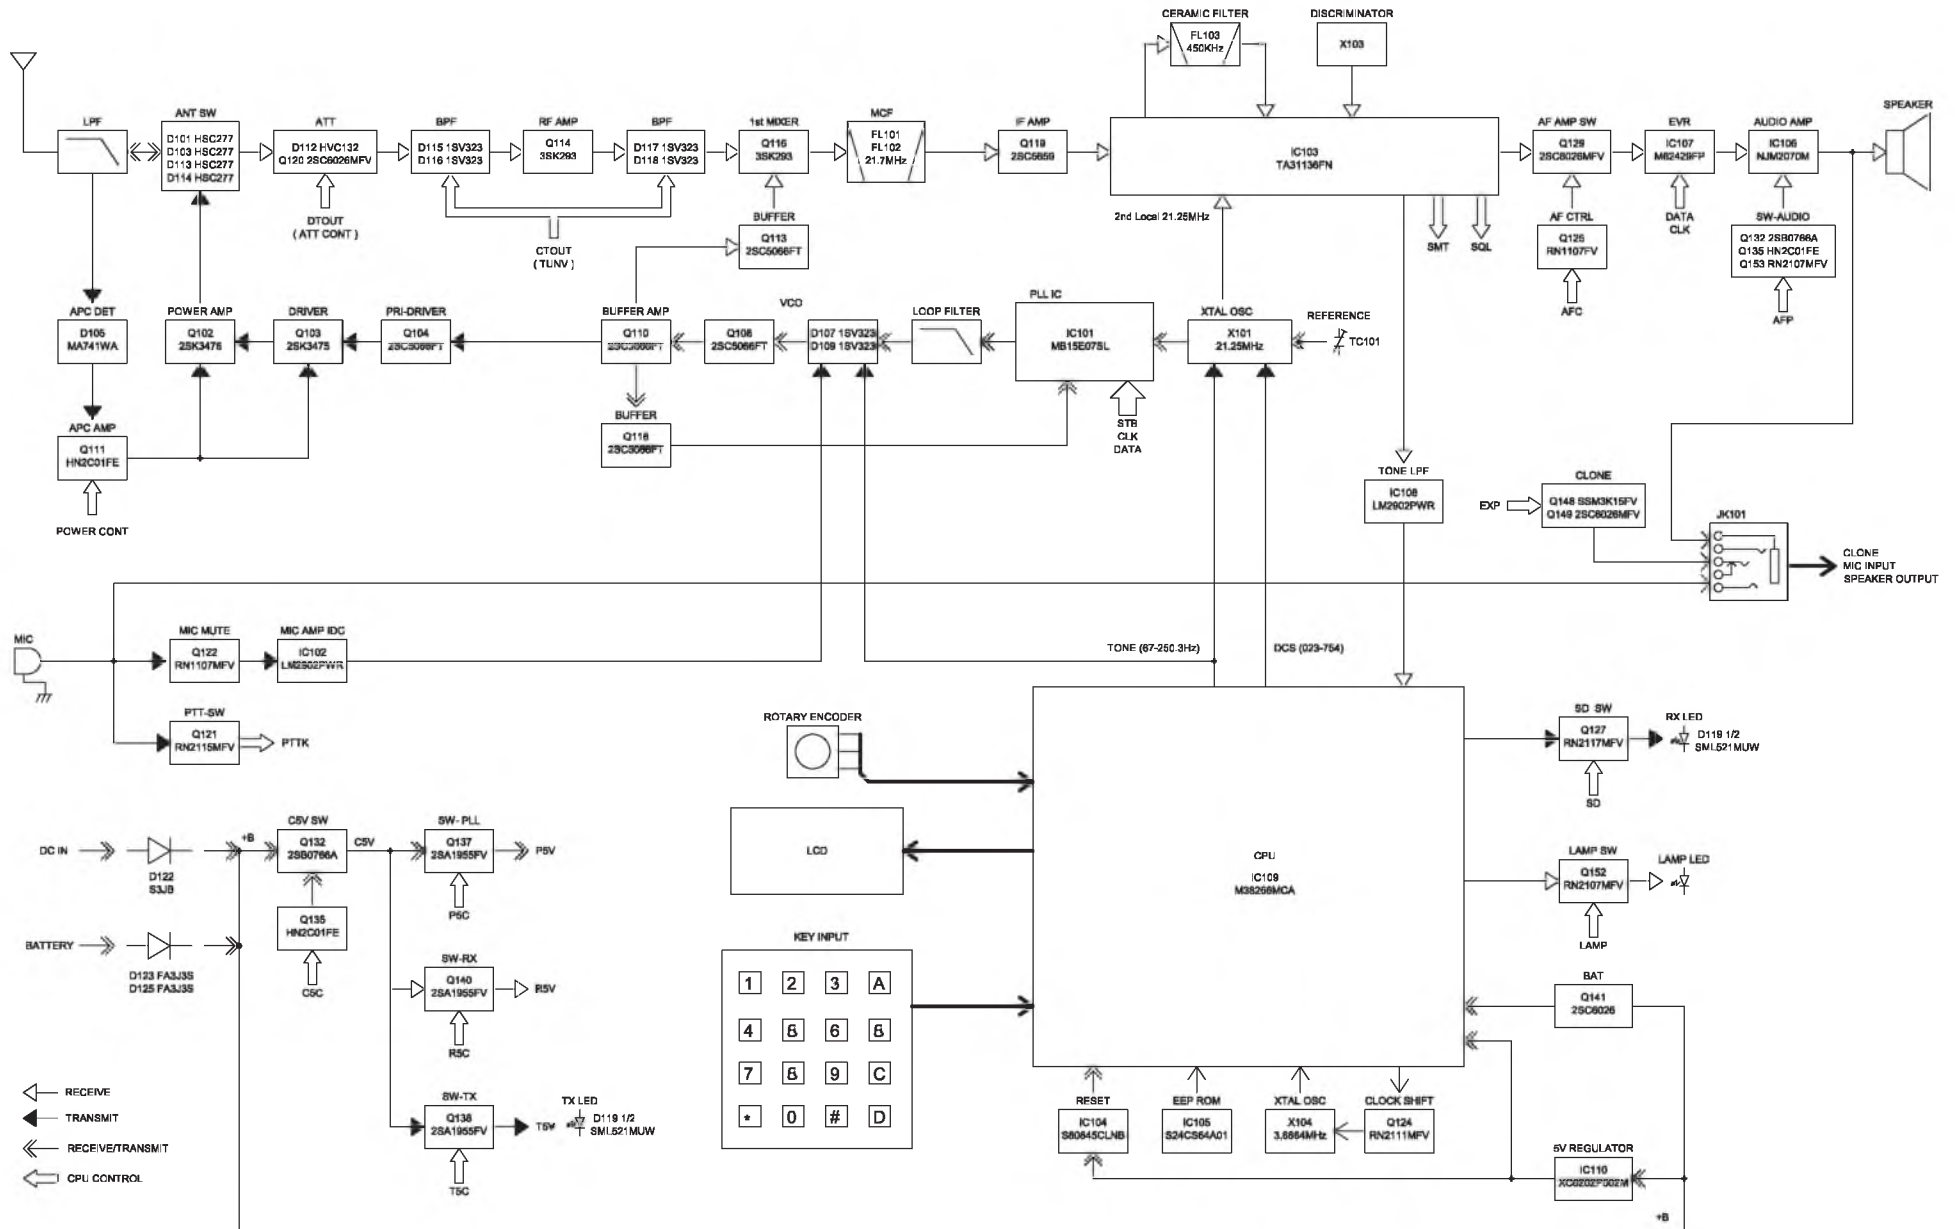 CERAMIC FILTER
FL103
450KHz
DISCRIMINATOR
X103
LPF
ANT SW
D101 HSC277
D103 HSC277
D113 HSC277
D114 HSC277
ATT
D112 HVC132
Q120 2SC6026MFV
DTOUT
( ATT CONT )
BPF
D115 1SV323
D116 1SV323
RF AMP
Q114
3SK293
BPF
D117 1SV323
D118 1SV323
CTOUT
( TUNV )
1st MIXER
Q116
3SK293
BUFFER
Q113
2SC5066FT
MCF
FL101
FL102
21.7MHz
IF AMP
Q119
2SC5659
IC103
TA31136FN
2nd Local 21.25MHz
SMT
SQL
AF AMP SW
Q129
2SC6026MFV
AF CTRL
Q126
RN1107FV
AFC
EVR
IC107
M62429FP
DATA
CLK
AUDIO AMP
IC106
NJM2070M
SW-AUDIO
Q132 2SB0766A
Q135 HN2C01FE
Q153 RN2107MFV
AFP
SPEAKER
APC DET
D105
MA741WA
POWER AMP
Q102
2SK3476
DRIVER
Q103
2SK3475
PRI-DRIVER
Q104
2SC5066FT
BUFFER AMP
Q110
2SC5066FT
VCO
Q108
2SC5066FT
D107 1SV323
D109 1SV323
LOOP FILTER
PLL IC
IC101
MB15E07SL
STB
CLK
DATA
XTAL OSC
X101
21.25MHz
REFERENCE
TC101
APC AMP
Q111
HN2C01FE
POWER CONT
BUFFER
Q118
2SC5066FT
TONE LPF
IC108
LM2902PWR
CLONE
EXP
Q148 SSM3K15FV
Q149 2SC6026MFV
JK101
CLONE
MIC INPUT
SPEAKER OUTPUT
MIC
MIC MUTE
Q122
RN1107MFV
MIC AMP IDC
IC102
LM2902PWR
PTT-SW
Q121
RN2115MFV
PTTK
TONE (67-250.3Hz)
DCS (023-754)
ROTARY ENCODER
LCD
CPU
IC109
M38268MCA
SD SW
Q127
RN2117MFV
SD
RX LED
D119 1/2
SML521MUW
LAMP SW
Q152
RN2107MFV
LAMP
LAMP LED
DC IN
D122
S3JB
+B
C5V SW
Q132
2SB0766A
C5V
SW- PLL
Q137
2SA1955FV
P5V
P5C
BATTERY
D123 FA3J3S
D125 FA3J3S
Q135
HN2C01FE
C5C
SW-RX
Q140
2SA1955FV
R5V
R5C
SW-TX
Q138
2SA1955FV
T5V
T5C
TX LED
D119 1/2
SML521MUW
KEY INPUT
1 2 3 A
4 6
7 9 C
* 0 # D
BAT
Q141
2SC6026
RESET
IC104
S80845CLNB
EEP ROM
IC105
S24CS64A01
XTAL OSC
X104
3.6864MHz
CLOCK SHIFT
Q124
RN2111MFV
5V REGULATOR
IC110
XC6202P502M
+B
RECEIVE
TRANSMIT
RECEIVE/TRANSMIT
CPU CONTROL